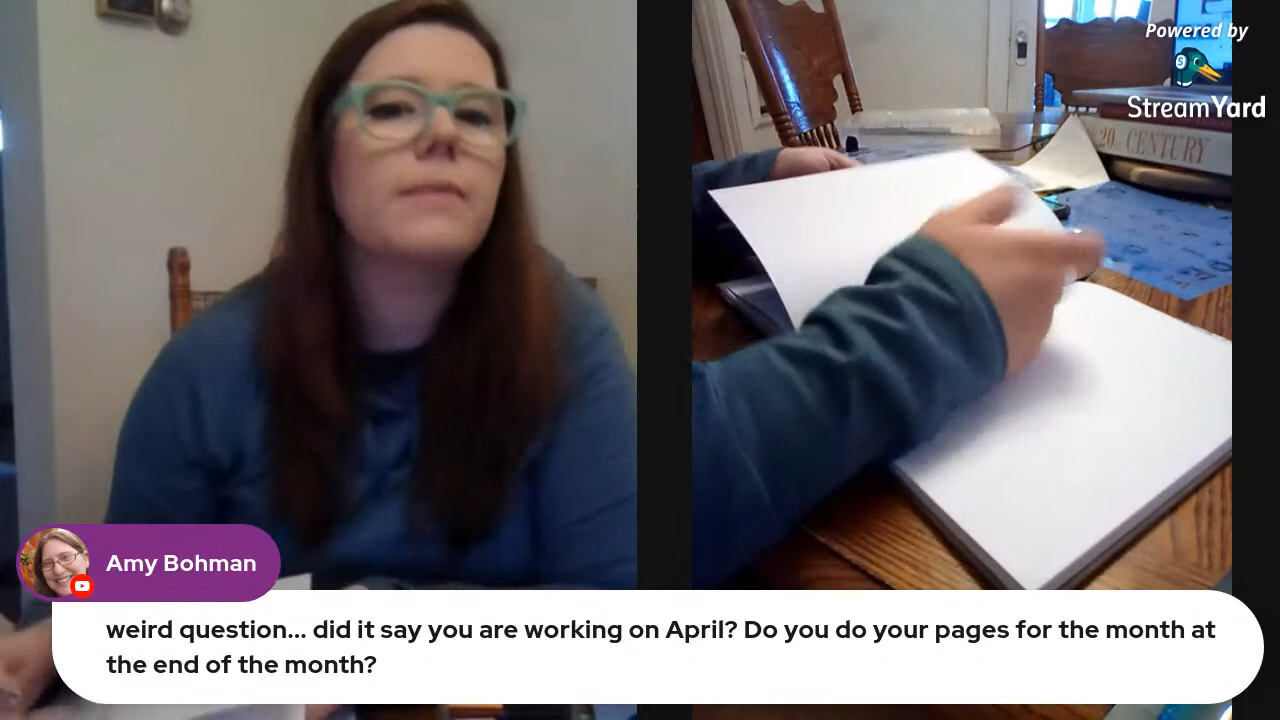 Powered by
StreamYard
20TH CENTURY
Amy Bohman
weird question... did it say you are working on April? Do you do your pages for the month at
the end of the month?